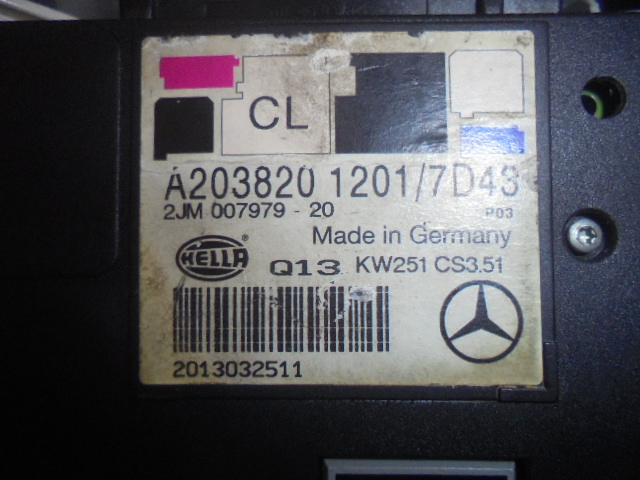 CL
A203820 1201/7D43
2JM 007979 - 20 P03
Made in Germany
HELLA ® Q13 KW251 CS3.51
2013032511